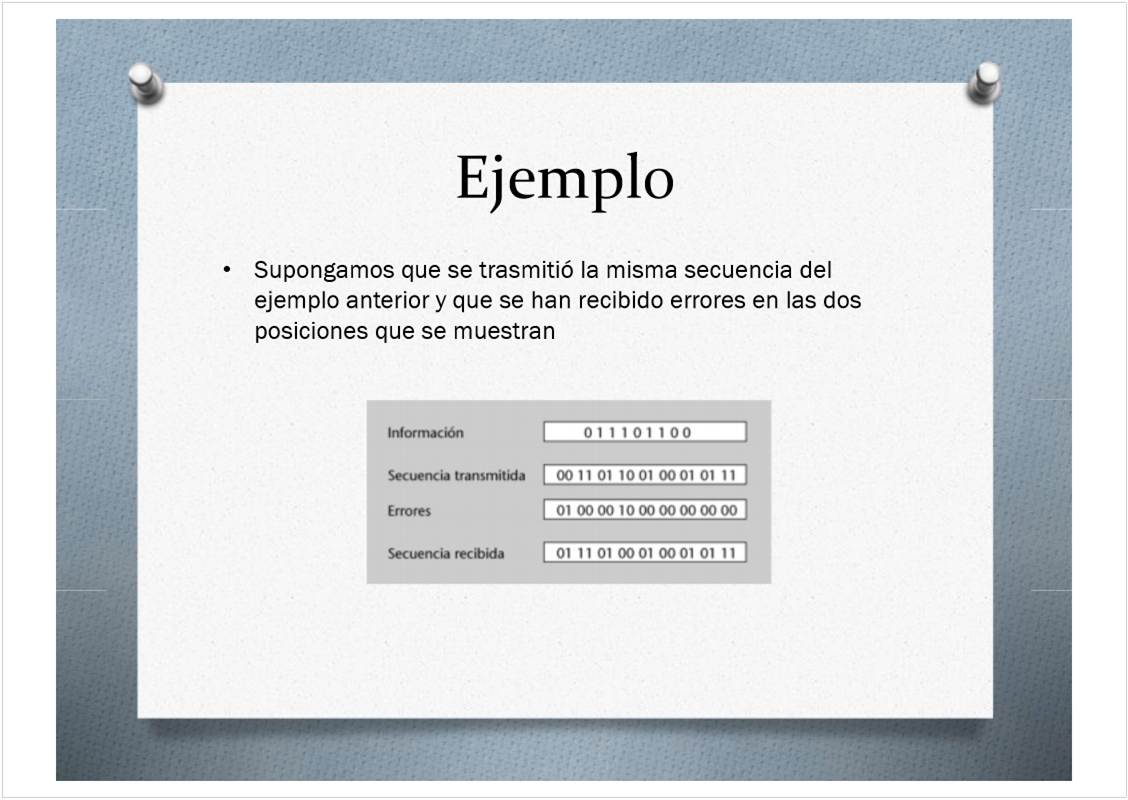 Ejemplo
• Supongamos que se trasmitió la misma secuencia del
ejemplo anterior y que se han recibido errores en las dos
posiciones que se muestran
Información 0 1 1 1 0 1 1 0 0
Secuencia transmitida 00 11 01 10 01 00 01 01 11
Errores 01 00 00 10 00 00 00 00 00
Secuencia recibida 01 11 01 00 01 00 01 01 11